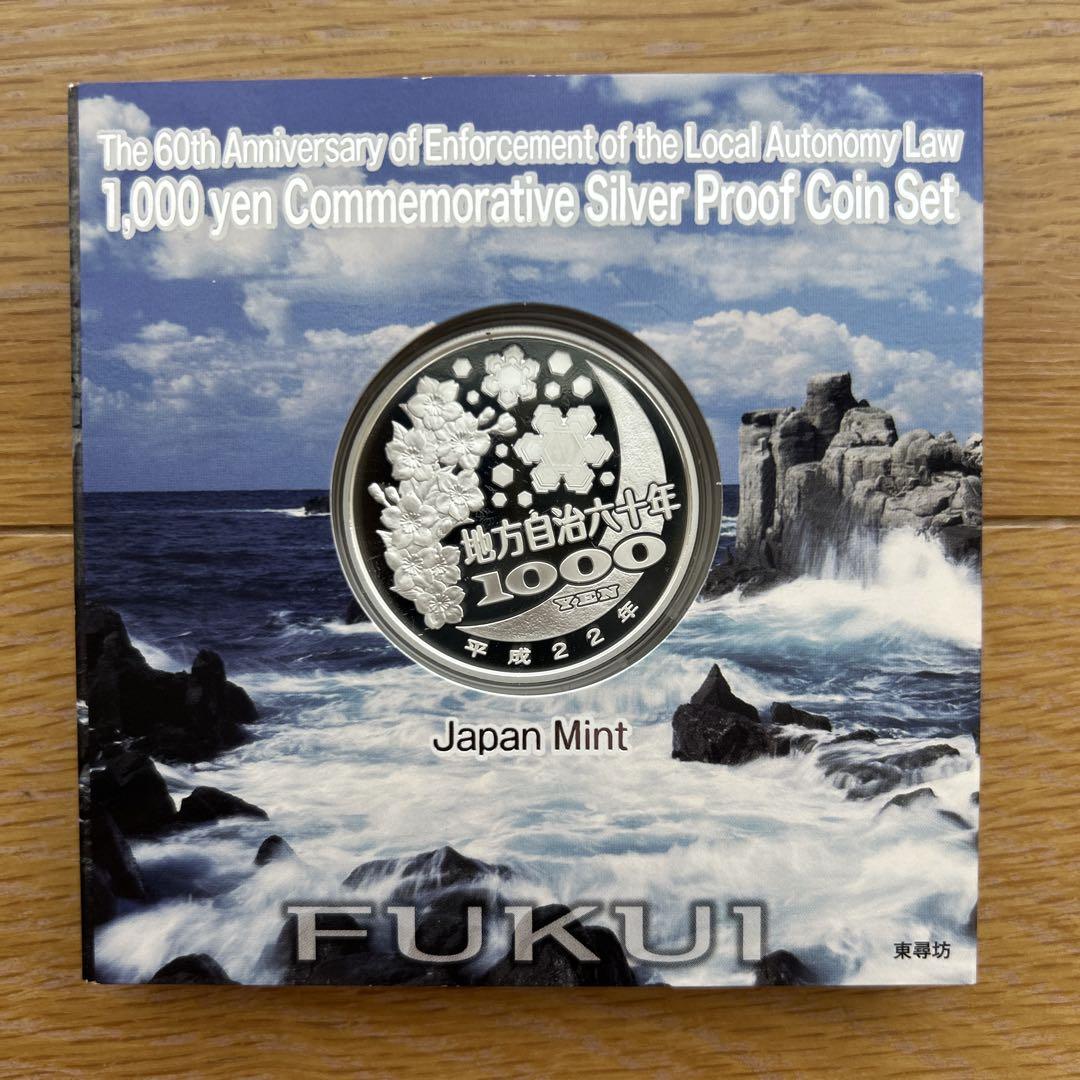 The 60th Anniversary of Enforcement of the Local Autonomy Law
1,000 yen Commemorative Silver Proof Coin Set
地方自治六十年
1000
YEN
平成22年
Japan Mint
FUKUI
東尋坊